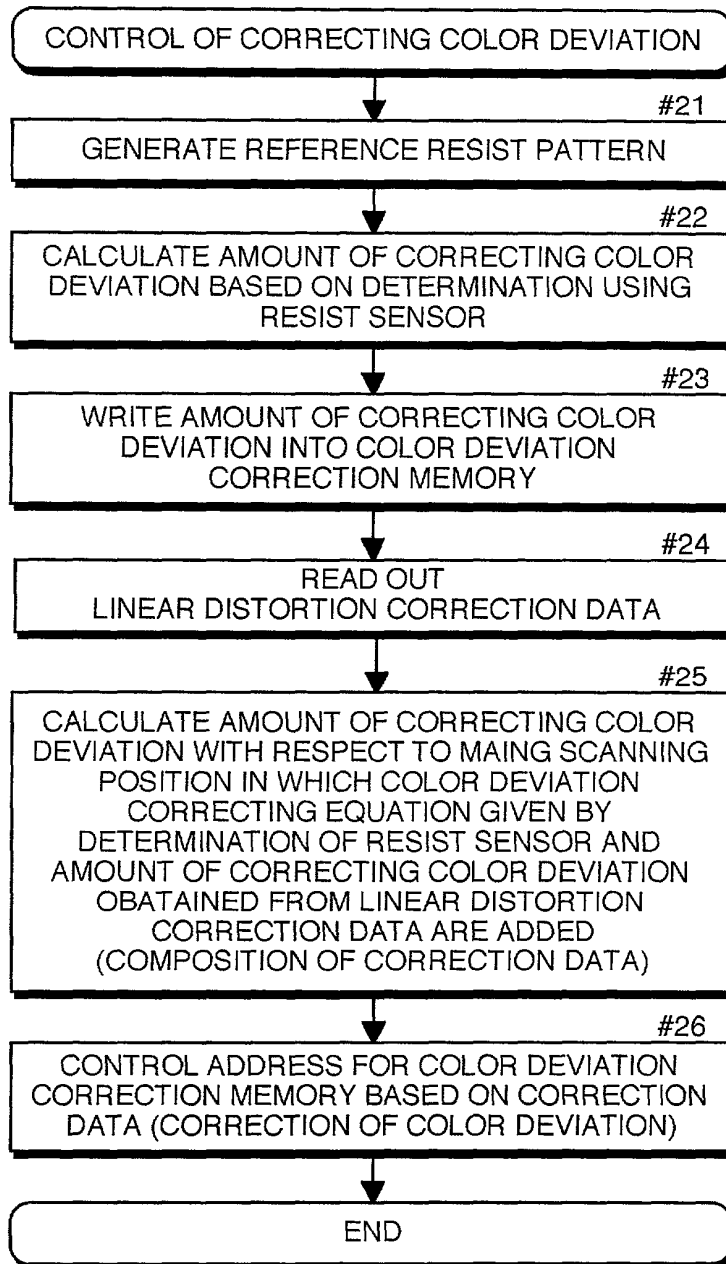 CONTROL OF CORRECTING COLOR DEVIATION
#21
GENERATE REFERENCE RESIST PATTERN
#22
CALCULATE AMOUNT OF CORRECTING COLOR
DEVIATION BASED ON DETERMINATION USING
RESIST SENSOR
#23
WRITE AMOUNT OF CORRECTING COLOR
DEVIATION INTO COLOR DEVIATION
CORRECTION MEMORY
#24
READ OUT
LINEAR DISTORTION CORRECTION DATA
#25
CALCULATE AMOUNT OF CORRECTING COLOR
DEVIATION WITH RESPECT TO MAING SCANNING
POSITION IN WHICH COLOR DEVIATION
CORRECTING EQUATION GIVEN BY
DETERMINATION OF RESIST SENSOR AND
AMOUNT OF CORRECTING COLOR DEVIATION
OBATAINED FROM LINEAR DISTORTION
CORRECTION DATA ARE ADDED
(COMPOSITION OF CORRECTION DATA)
#26
CONTROL ADDRESS FOR COLOR DEVIATION
CORRECTION MEMORY BASED ON CORRECTION
DATA (CORRECTION OF COLOR DEVIATION)
END